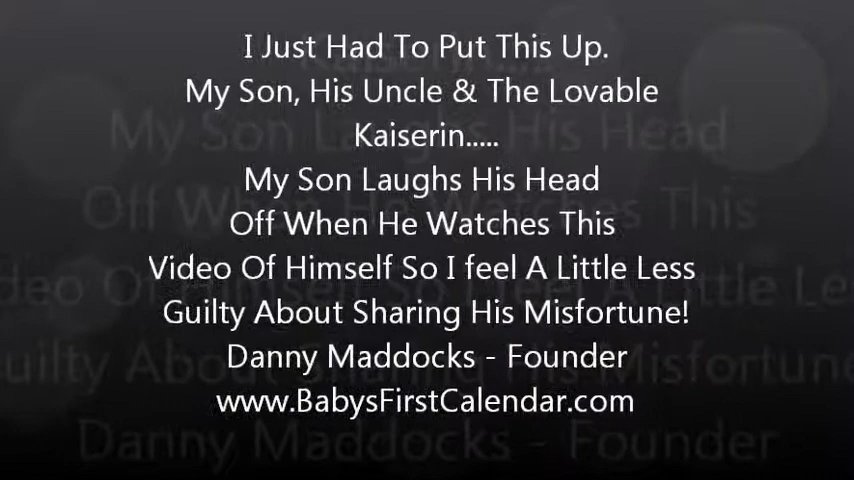 I Just Had To Put This Up.
My Son, His Uncle & The Lovable
Kaiserin.....
My Son Laughs His Head
Off When He Watches This
Video Of Himself So I feel A Little Less
Guilty About Sharing His Misfortune!
Danny Maddocks - Founder
www.BabysFirstCalendar.com